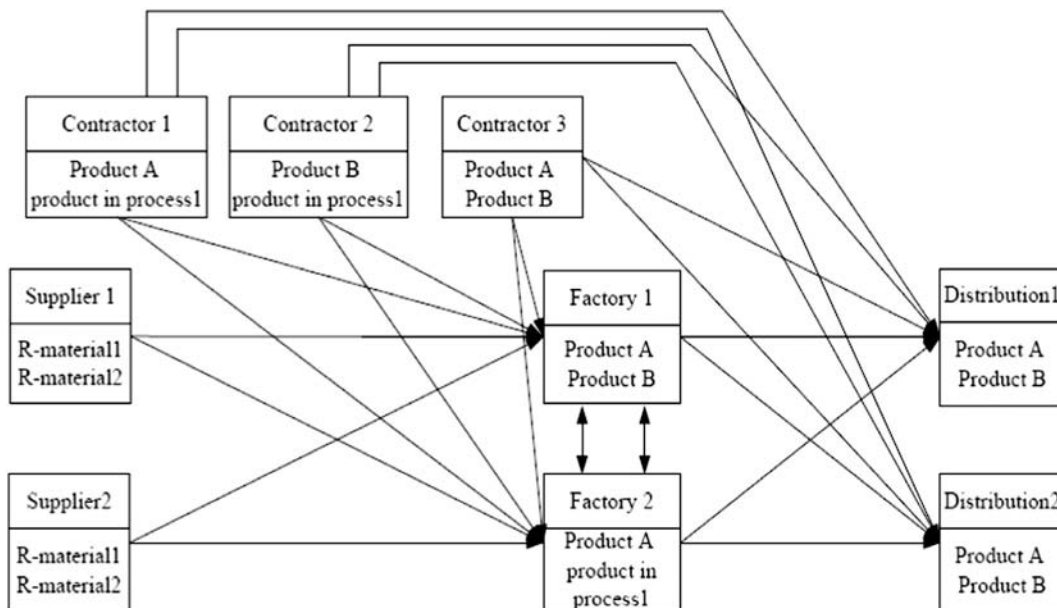 Contractor 1
Product A
product in process1
Contractor 2
Product B
product in process1
Contractor 3
Product A
Product B
Supplier 1
R-material1
R-material2
Factory 1
Product A
Product B
Distribution1
Product A
Product B
Supplier2
R-material1
R-material2
Factory 2
Product A
product in
process1
Distribution2
Product A
Product B